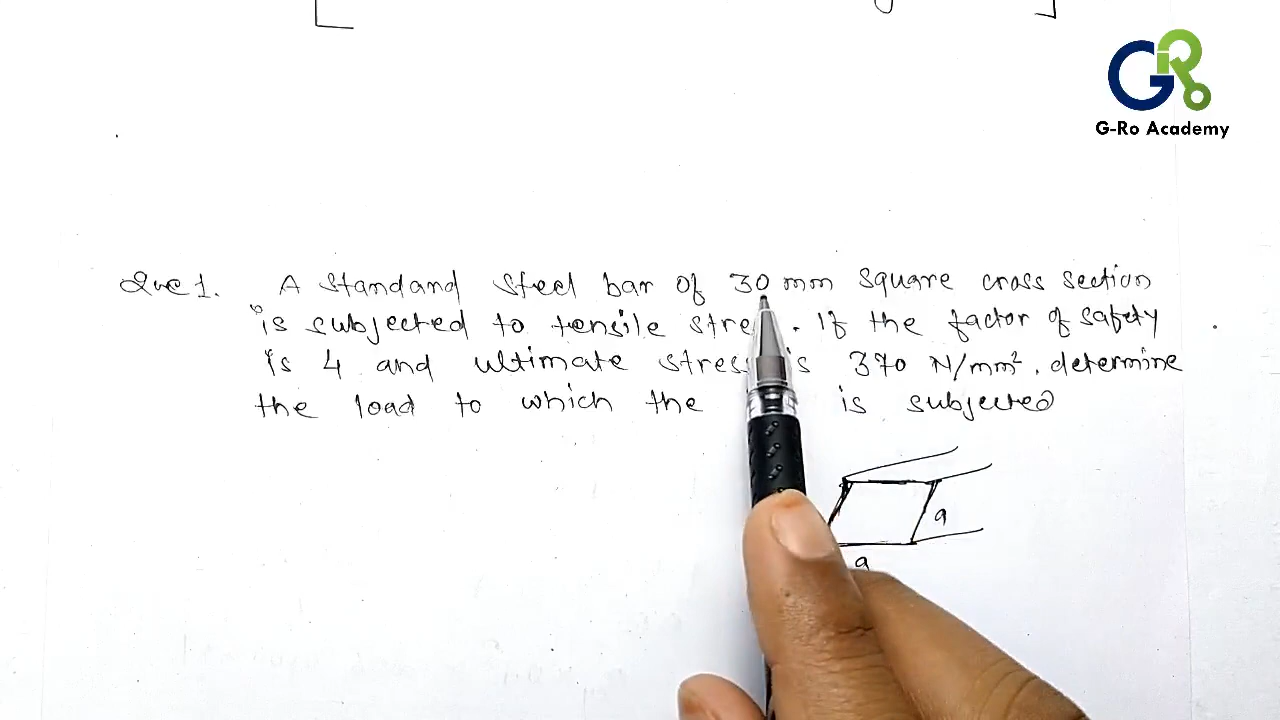 GR
G-Ro Academy
Que 1. A standard steel bar of 30 mm square cross section
is subjected to tensile . If the factor of safety
is 4 and ultimate stress is 370 N/mm². determine
the load to which the is subjected
a
a